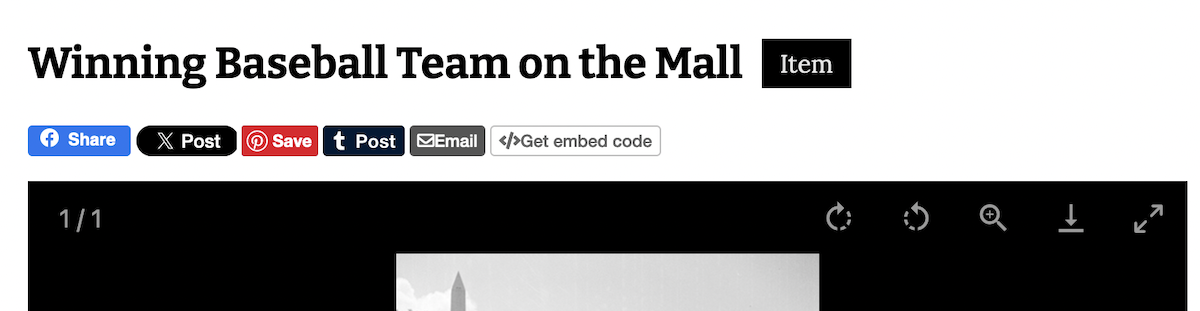 Winning Baseball Team on the Mall Item
Share Post Save Post Email </>Get embed code
1 / 1